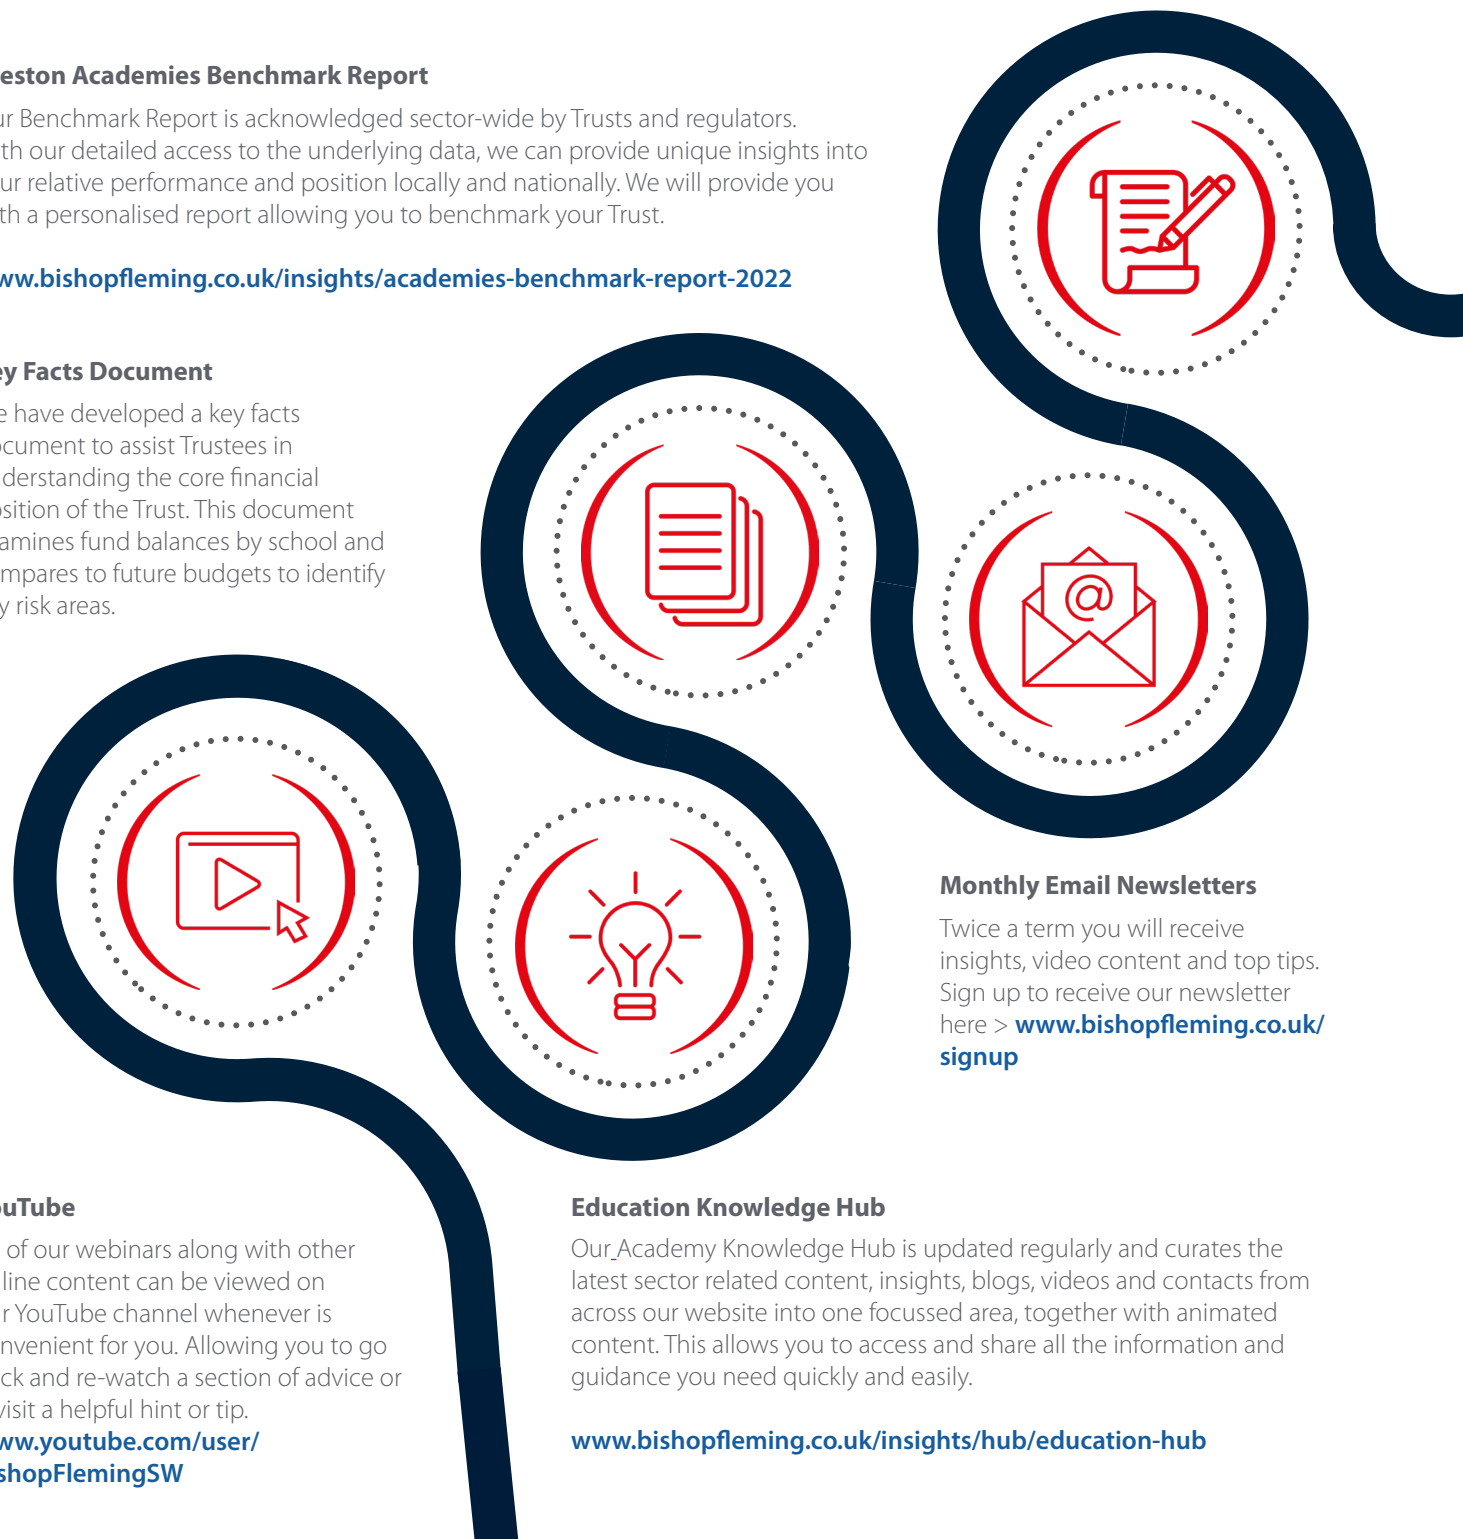 eston Academies Benchmark Report
ur Benchmark Report is acknowledged sector-wide by Trusts and regulators.
th our detailed access to the underlying data, we can provide unique insights into
ur relative performance and position locally and nationally. We will provide you
th a personalised report allowing you to benchmark your Trust.
ww.bishopfleming.co.uk/insights/academies-benchmark-report-2022
ey Facts Document
e have developed a key facts
ocument to assist Trustees in
nderstanding the core financial
osition of the Trust. This document
amines fund balances by school and
mpares to future budgets to identify
y risk areas.
@
Monthly Email Newsletters
Twice a term you will receive
insights, video content and top tips.
Sign up to receive our newsletter
here > www.bishopfleming.co.uk/
signup
ouTube
of our webinars along with other
line content can be viewed on
r YouTube channel whenever is
nvenient for you. Allowing you to go
ck and re-watch a section of advice or
visit a helpful hint or tip.
ww.youtube.com/user/
shopFlemingSW
Education Knowledge Hub
Our Academy Knowledge Hub is updated regularly and curates the
latest sector related content, insights, blogs, videos and contacts from
across our website into one focussed area, together with animated
content. This allows you to access and share all the information and
guidance you need quickly and easily.
www.bishopfleming.co.uk/insights/hub/education-hub